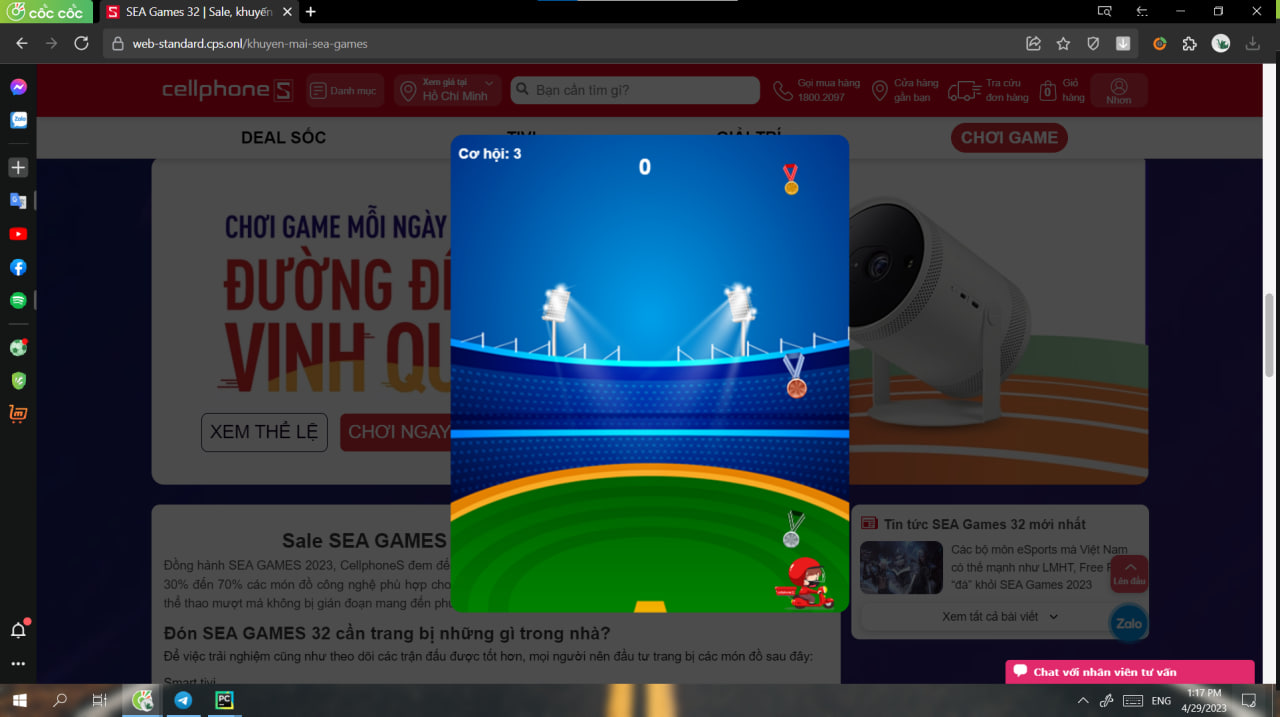 cốc cốc
SEA Games 32 | Sale, khuyến
web-standard.cps.onl/khuyen-mai-sea-games
cellphoneS
Danh mục
Xem giá tại
Hồ Chí Minh
Bạn cần tìm gì?
Gọi mua hàng
1800.2097
Cửa hàng
gần bạn
Tra cứu
đơn hàng
0
Giỏ
hàng
Nhon
DEAL SỐC
TIVI
GIẢI TRÍ
CHƠI GAME
Cơ hội: 3
0
CHƠI GAME MỖI NGÀY
ĐƯỜNG
VINH
XEM THỂ LỆ
CHƠI NGAY
Sale SEA GAMES
Đồng hành SEA GAMES 2023, CellphoneS đem đế
30% đến 70% các món đồ công nghệ phù hợp cho
thể thao mượt mà không bị gián đoạn mang đến
Đón SEA GAMES 32 cần trang bị những gì trong nhà?
Để việc trải nghiệm cũng như theo dõi các trận đấu được tốt hơn, mọi người nên đầu tư trang bị các món đồ sau đây:
Smart tivi
Tin tức SEA Games 32 mới nhất
Các bộ môn eSports mà Việt Nam
có thể mạnh như LMHT, Free F
"đá" khỏi SEA Games 2023
Xem tất cả bài viết
Lên đầu
Zalo
Chat với nhân viên tư vấn
ENG
1:17 PM
4/29/2023